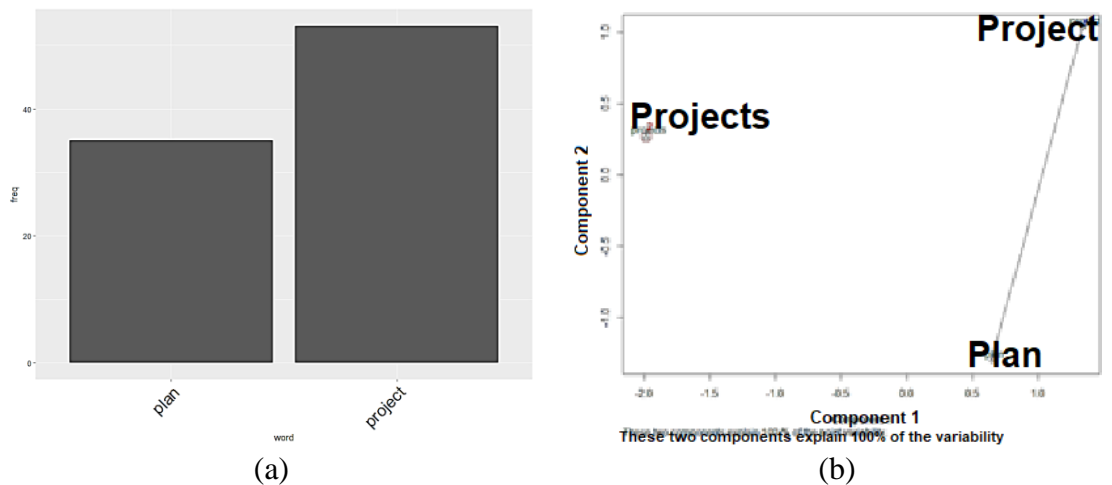 freq
40
20
0
plan
project
word
(a)
Project
Projects
projects
Plan
Component 2
1.0
0.5
0.0
-0.5
-1.0
-2.0
-1.5
-1.0
-0.5
0.0
0.5
1.0
Component 1
These two components explain 100% of the variability
(b)